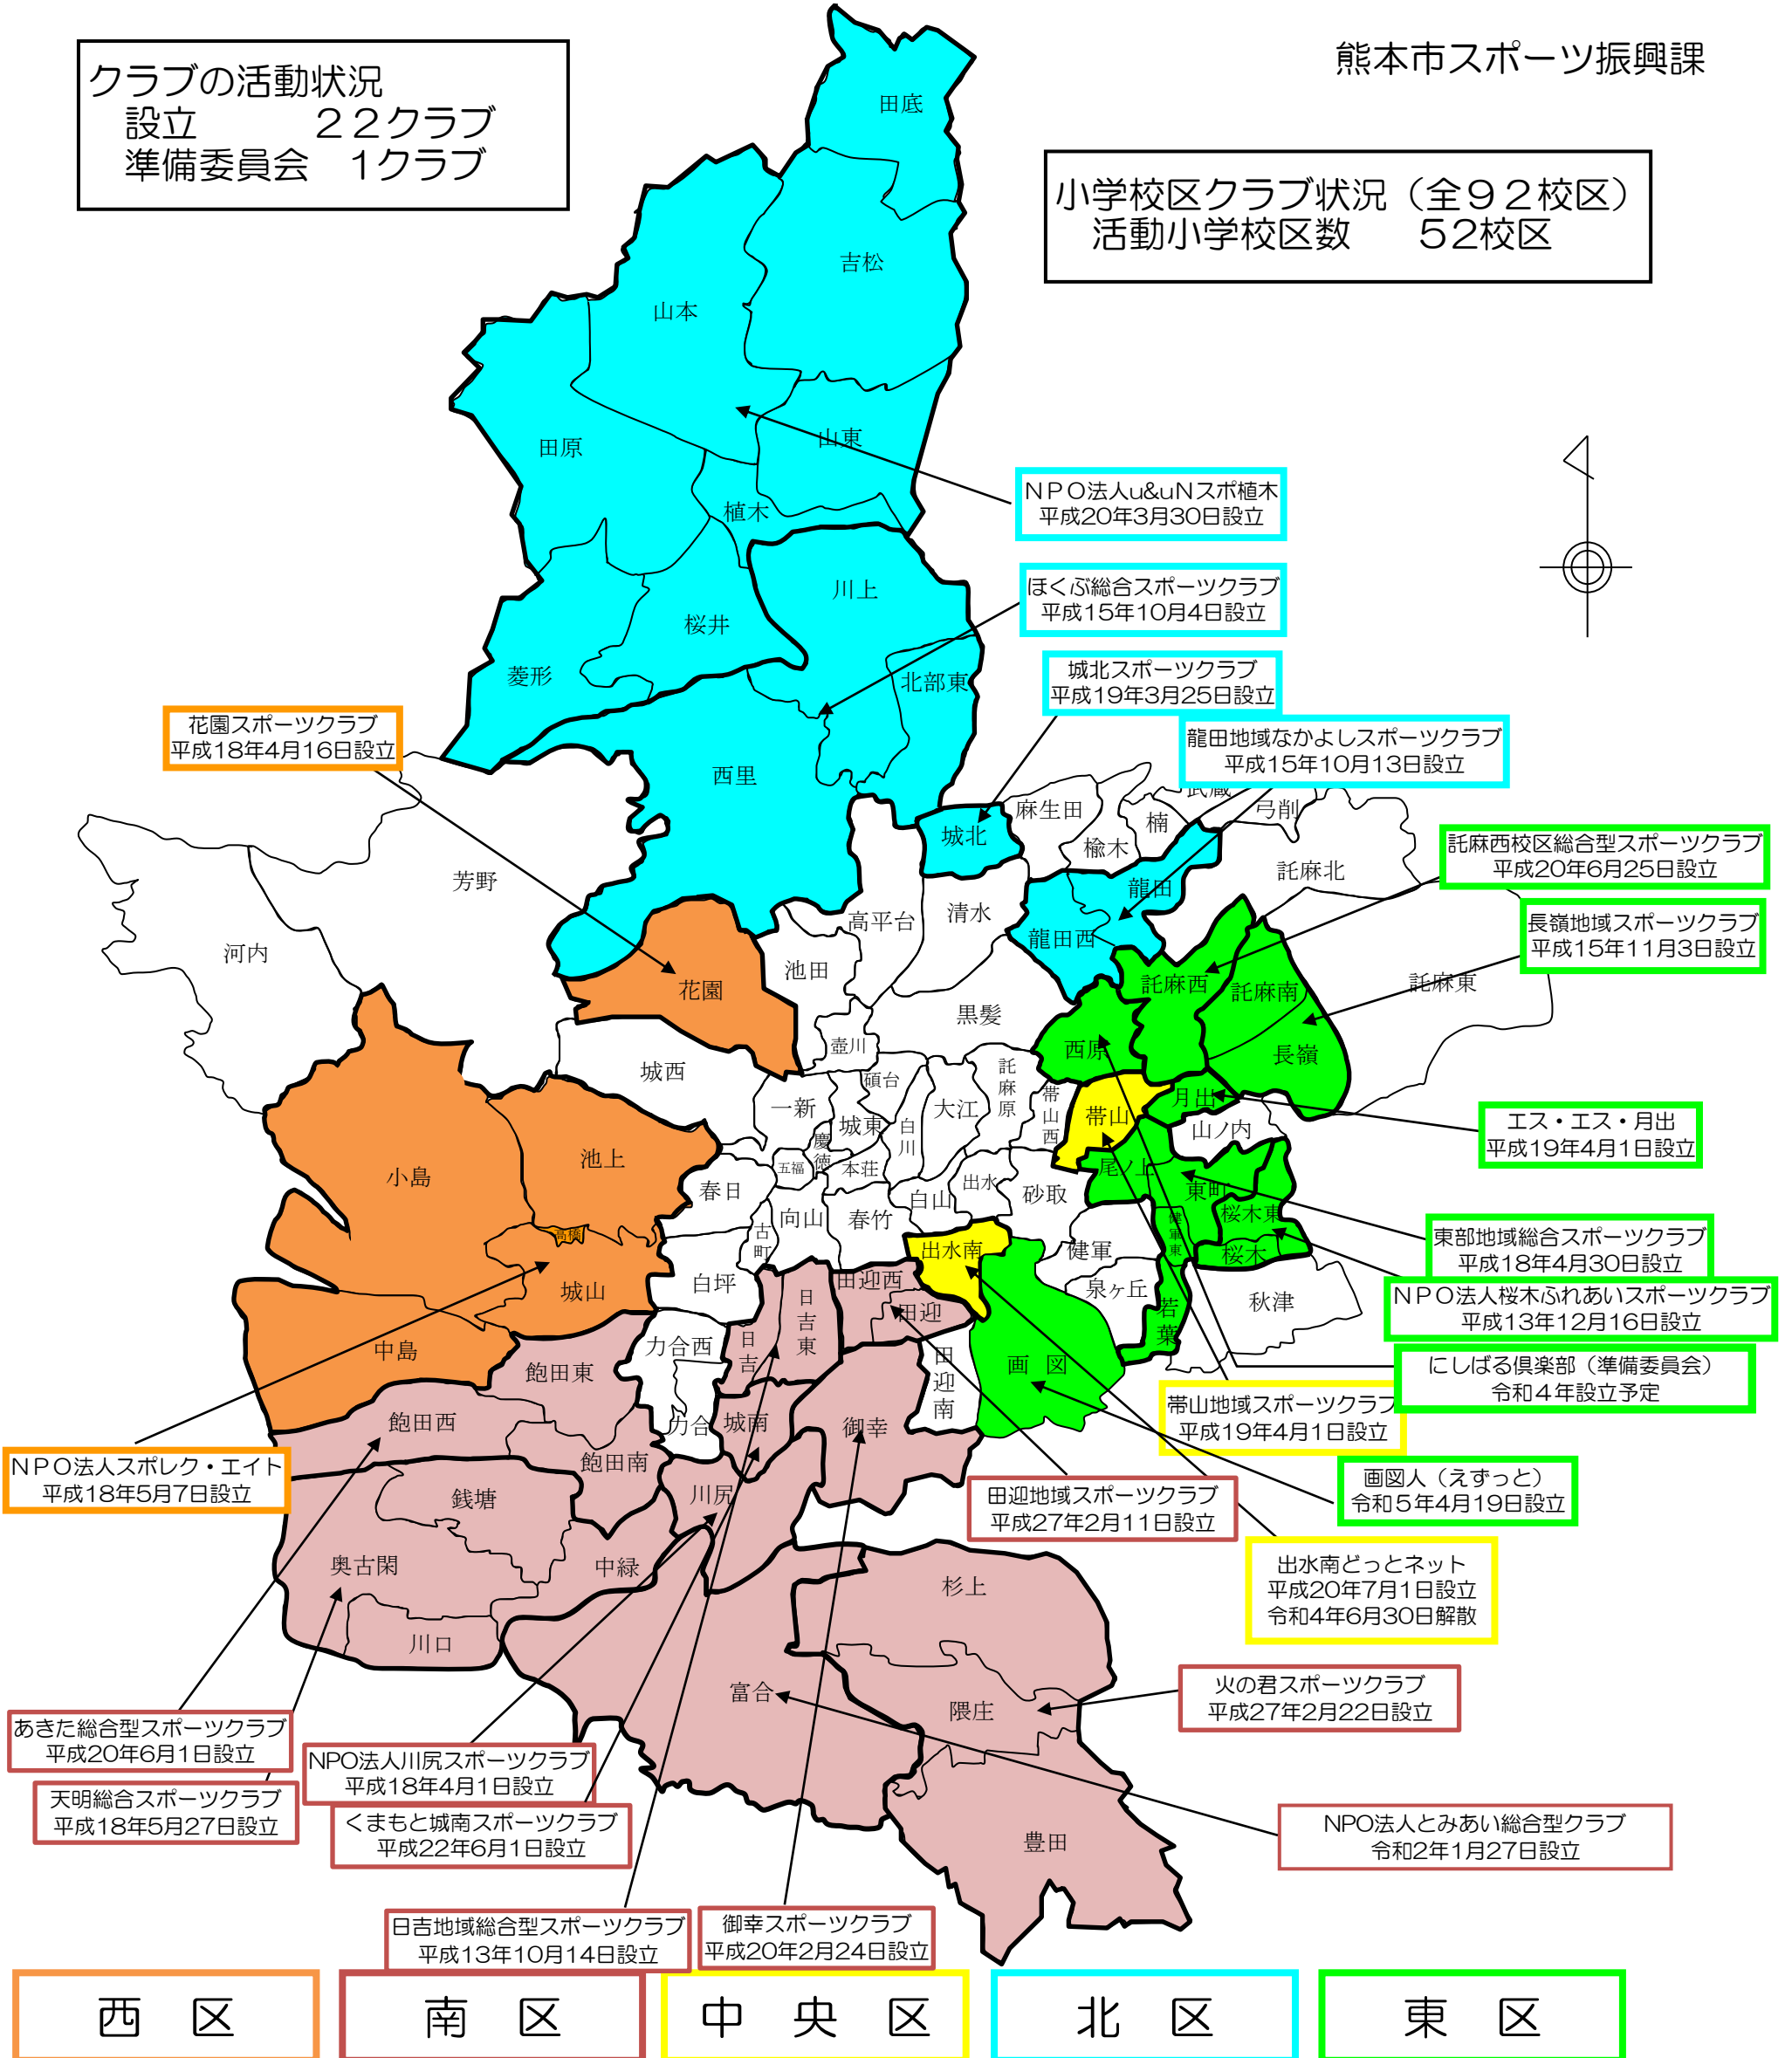 クラブの活動状況
設立　　　２２クラブ
準備委員会　1クラブ
熊本市スポーツ振興課
小学校区クラブ状況（全９２校区）
活動小学校区数　　５２校区
田底
吉松
山本
田原
山東
植木
川上
桜井
菱形
北部東
西里
NPO法人u&uNスポ植木
平成20年3月30日設立
ほくぶ総合スポーツクラブ
平成15年10月4日設立
城北スポーツクラブ
平成19年3月25日設立
龍田地域なかよしスポーツクラブ
平成15年10月13日設立
花園スポーツクラブ
平成18年4月16日設立
武蔵
麻生田
楠
弓削
城北
楡木
託麻北
託麻西校区総合型スポーツクラブ
平成20年6月25日設立
芳野
龍田
高平台
清水
龍田西
長嶺地域スポーツクラブ
平成15年11月3日設立
河内
池田
花園
託麻西
託麻南
託麻東
黒髪
壺川
西原
長嶺
城西
碩台
託麻原
帯山西
一新
城東
白川
大江
帯山
月出
エス・エス・月出
平成19年4月1日設立
山ノ内
慶徳
本荘
五福
池上
小島
春日
出水
砂取
尾ノ上
東町
白山
向山
春竹
古町
桜木東
健軍東
高橋
出水南
健軍
桜木
東部地域総合スポーツクラブ
平成18年4月30日設立
城山
白坪
田迎西
田迎
泉ヶ丘
若葉
秋津
NPO法人桜木ふれあいスポーツクラブ
平成13年12月16日設立
日吉東
日吉
力合西
中島
飽田東
田迎南
画　図
にしばる倶楽部（準備委員会）
令和４年設立予定
帯山地域スポーツクラブ
平成19年4月1日設立
飽田西
城南
力合
御幸
飽田南
NPO法人スポレク・エイト
平成18年5月7日設立
銭塘
川尻
画図人（えずっと）
令和５年4月19日設立
田迎地域スポーツクラブ
平成27年2月11日設立
奥古閑
中緑
杉上
出水南どっとネット
平成20年7月1日設立
令和4年6月30日解散
川口
富合
隈庄
火の君スポーツクラブ
平成27年2月22日設立
あきた総合型スポーツクラブ
平成20年6月1日設立
NPO法人川尻スポーツクラブ
平成18年4月1日設立
天明総合スポーツクラブ
平成18年5月27日設立
くまもと城南スポーツクラブ
平成22年6月1日設立
豊田
NPO法人とみあい総合型クラブ
令和2年1月27日設立
日吉地域総合型スポーツクラブ
平成13年10月14日設立
御幸スポーツクラブ
平成20年2月24日設立
西　区
南　区
中　央　区
北　区
東　区